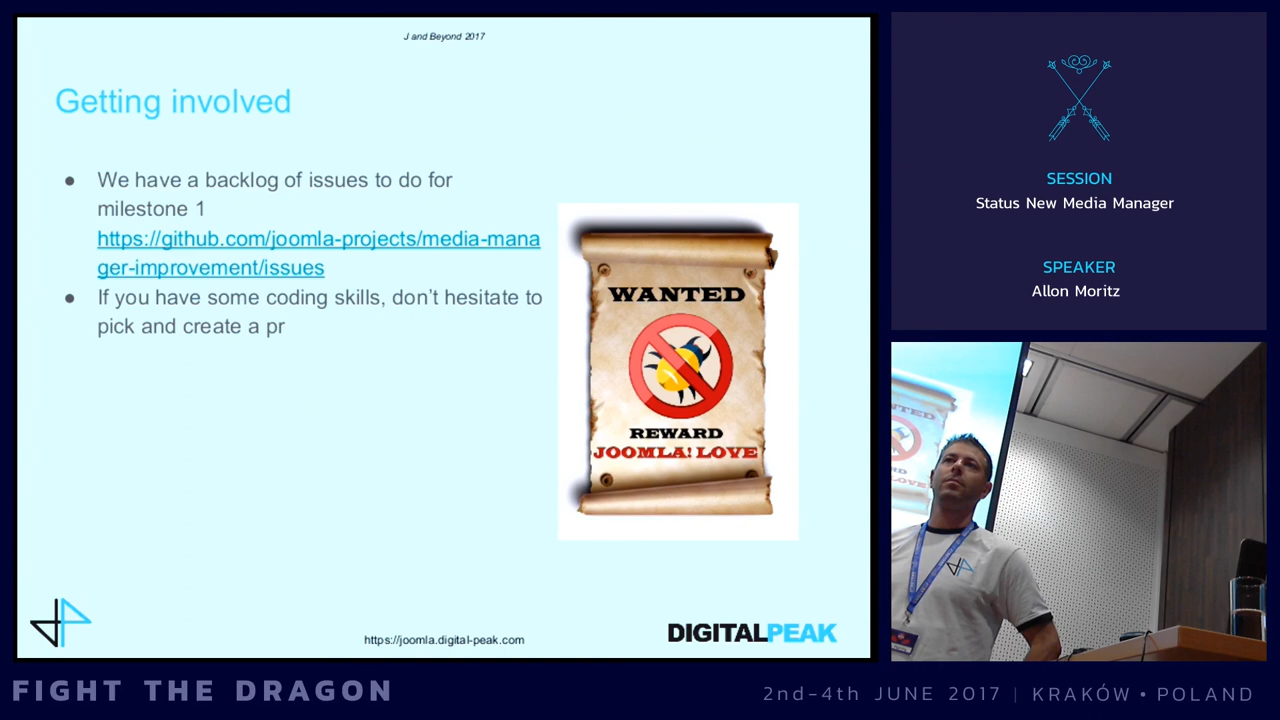 J and Beyond 2017
Getting involved
● We have a backlog of issues to do for
milestone 1
https://github.com/joomla-projects/media-mana
ger-improvement/issues
● If you have some coding skills, don't hesitate to
pick and create a pr
WANTED
REWARD
JOOMLA! LOVE
https://joomla.digital-peak.com
DIGITALPEAK
SESSION
Status New Media Manager
SPEAKER
Allon Moritz
FIGHT THE DRAGON
2nd-4th JUNE 2017 | KRAKÓW • POLAND